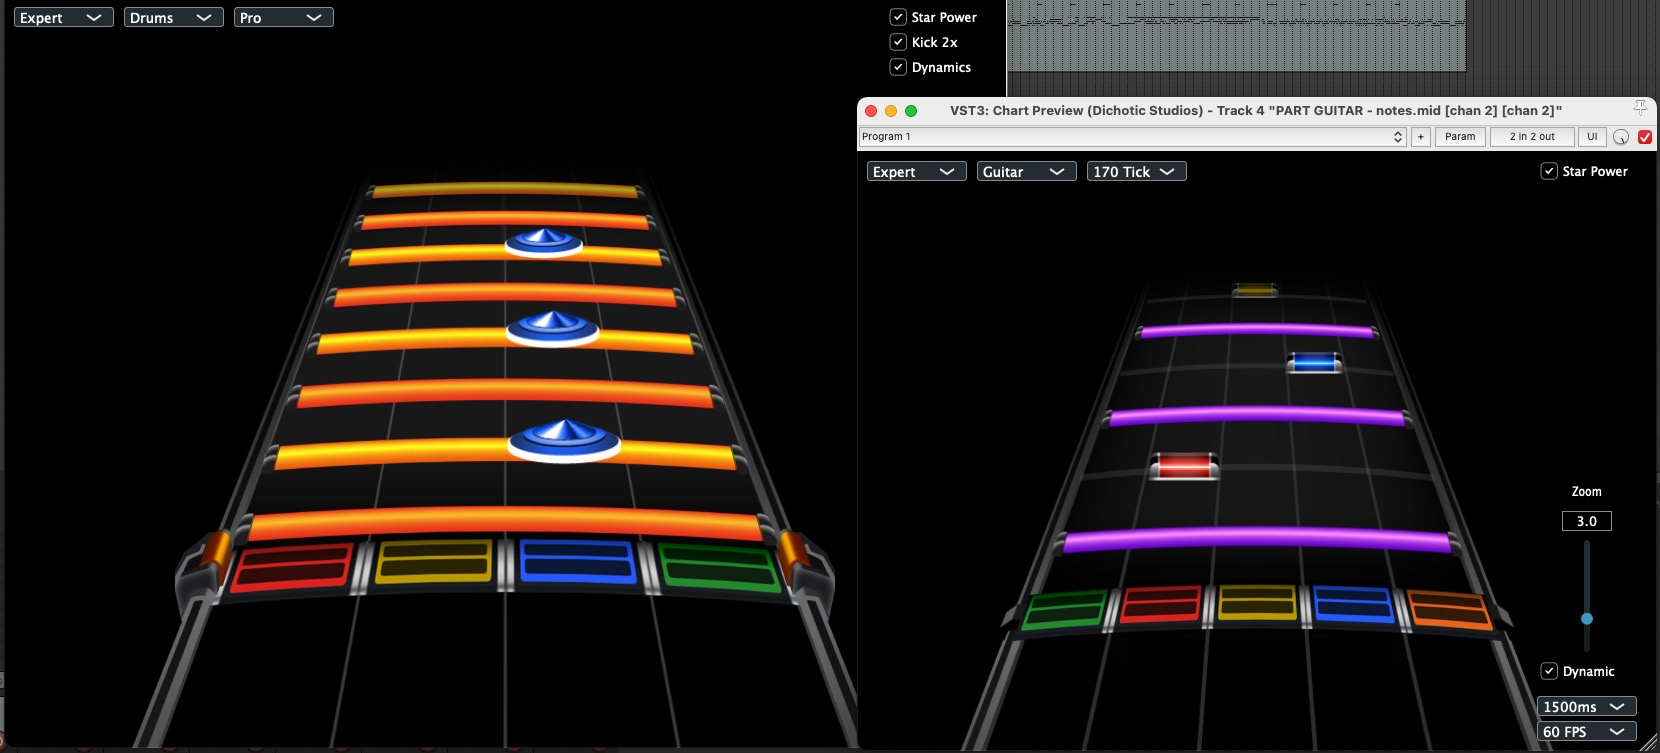 Expert
Drums
Pro
Star Power
Kick 2x
Dynamics
VST3: Chart Preview (Dichotic Studios) - Track 4 "PART GUITAR - notes.mid [chan 2] [chan 2]"
Program 1
+
Param
2 in 2 out
UI
Expert
Guitar
170 Tick
Star Power
Zoom
3.0
Dynamic
1500ms
60 FPS